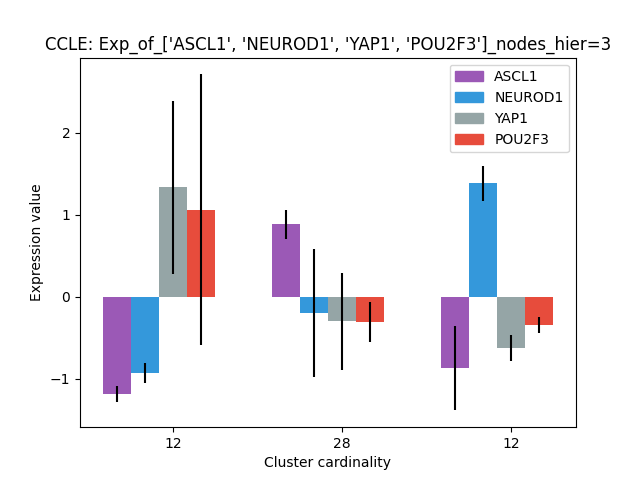 CCLE: Exp_of_['ASCL1', 'NEUROD1', 'YAP1', 'POU2F3']_nodes_hier=3
ASCL1
NEUROD1
YAP1
POU2F3
2
1
0
−1
Expression value
12
28
12
Cluster cardinality